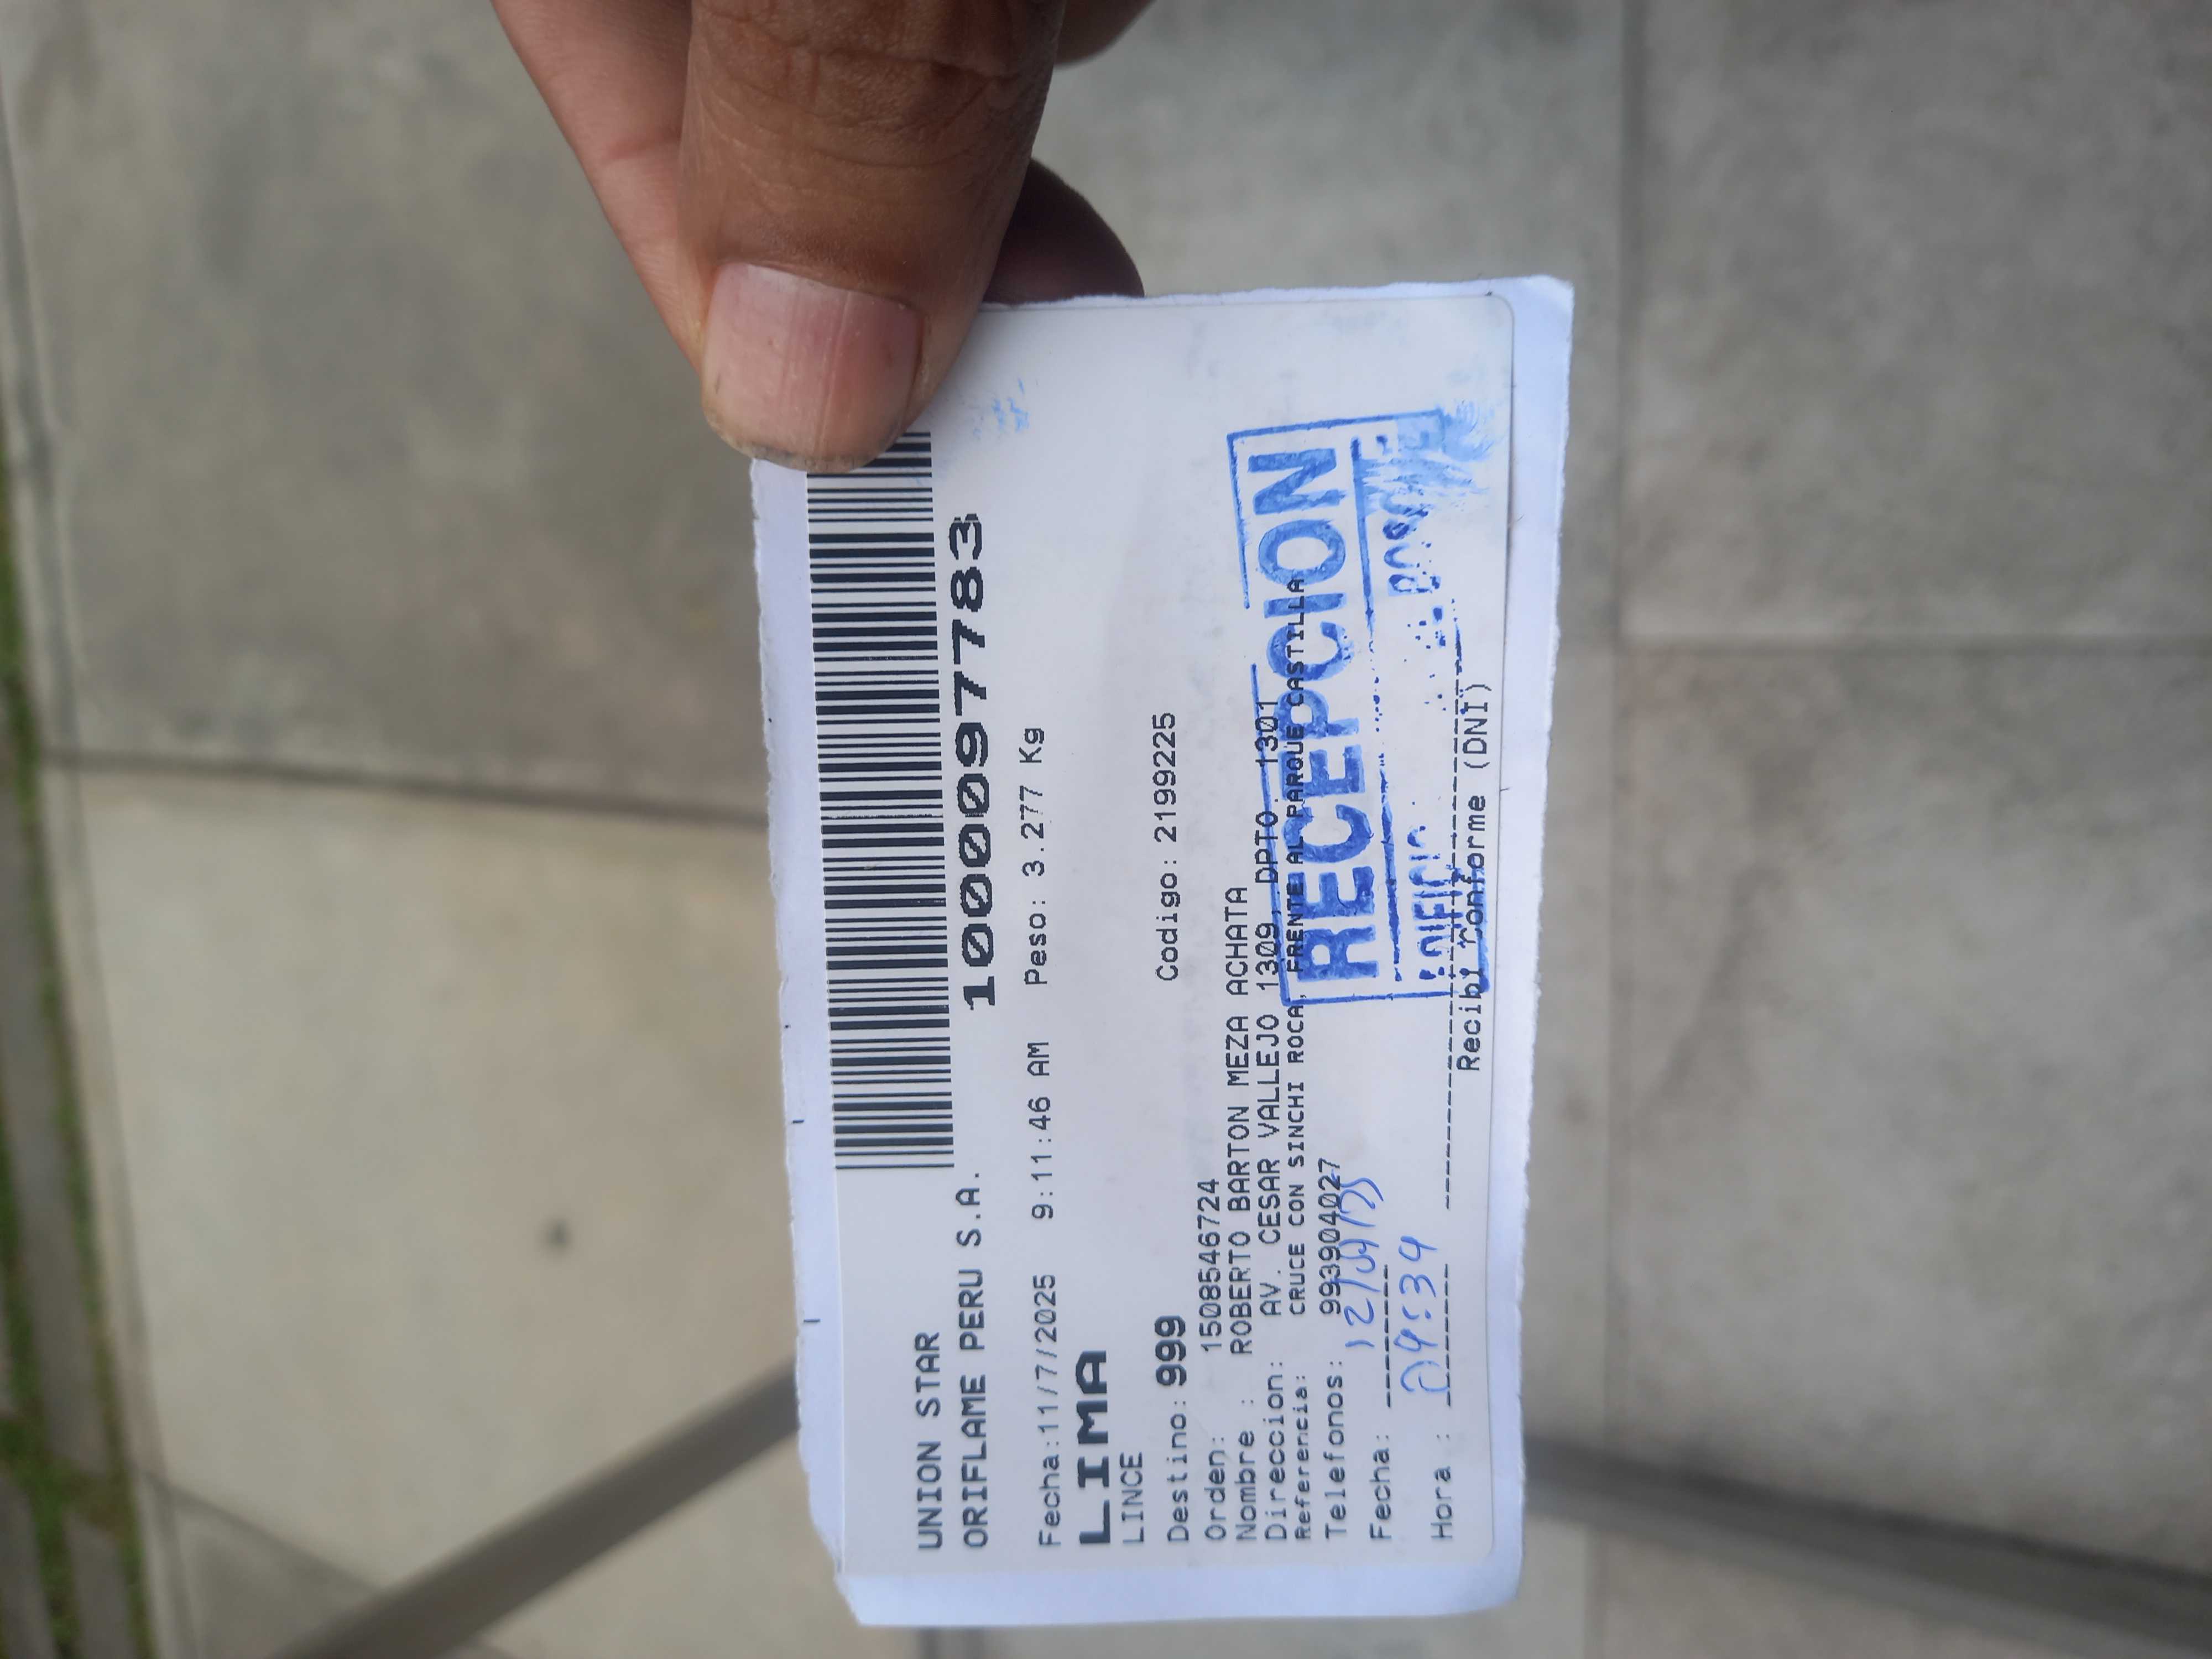 UNION STAR
ORIFLAME PERU S.A.
1000097783
Fecha:11/7/2025 9:11:46 AM Peso: 3.277 Kg
LIMA
LINCE
Destino: 999 Codigo: 2199225
Orden: 1508546724
Nombre : ROBERTO BARTON MEZA ACHATA
Direccion: AV. CESAR VALLEJO 1309, DPTO. 1301
Referencia: CRUCE CON SINCHI ROCA, FRENTE AL PARQUE CASTILLA
Telefonos: 993904027
RECEPCION
Fecha:
Hora :
Recibi conforme (DNI)